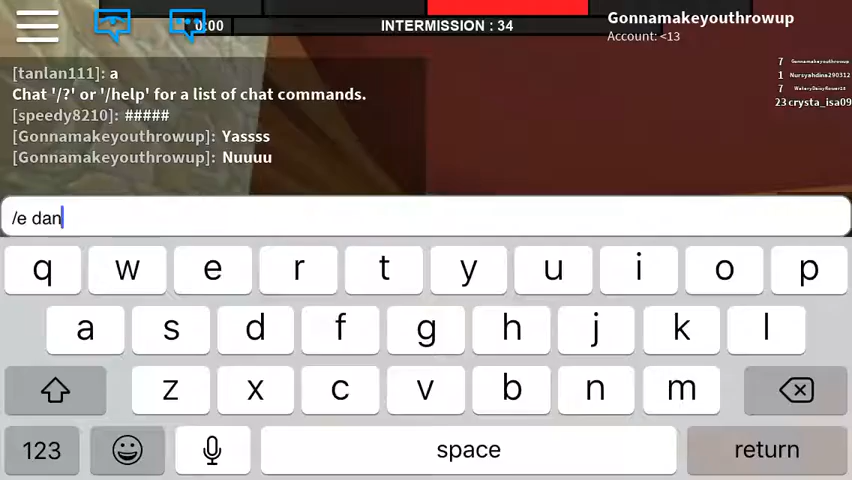 0:00
INTERMISSION : 34
Gonnamakeyouthrowup
Account: <13
7 Gonnamakeyouthrowup
1 Nursyahdina290312
7
23 crysta_isa09
[tanlan111]: a
Chat '/?' or '/help' for a list of chat commands.
[speedy8210]: #####
[Gonnamakeyouthrowup]: Yassss
[Gonnamakeyouthrowup]: Nuuuu
/e dan
q w e r t y u i o p
a s d f g h j k l
z x c v b n m
123 space return